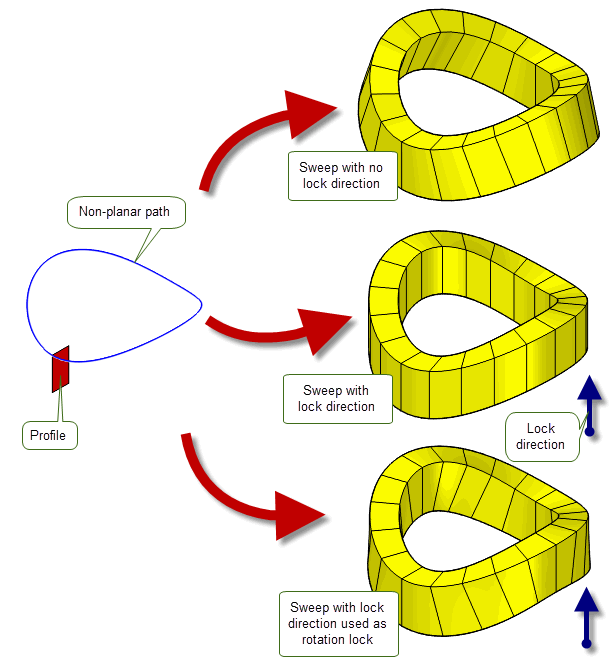 Sweep with no
lock direction
Non-planar path
Sweep with
lock direction
Lock
direction
Profile
Sweep with lock
direction used as
rotation lock